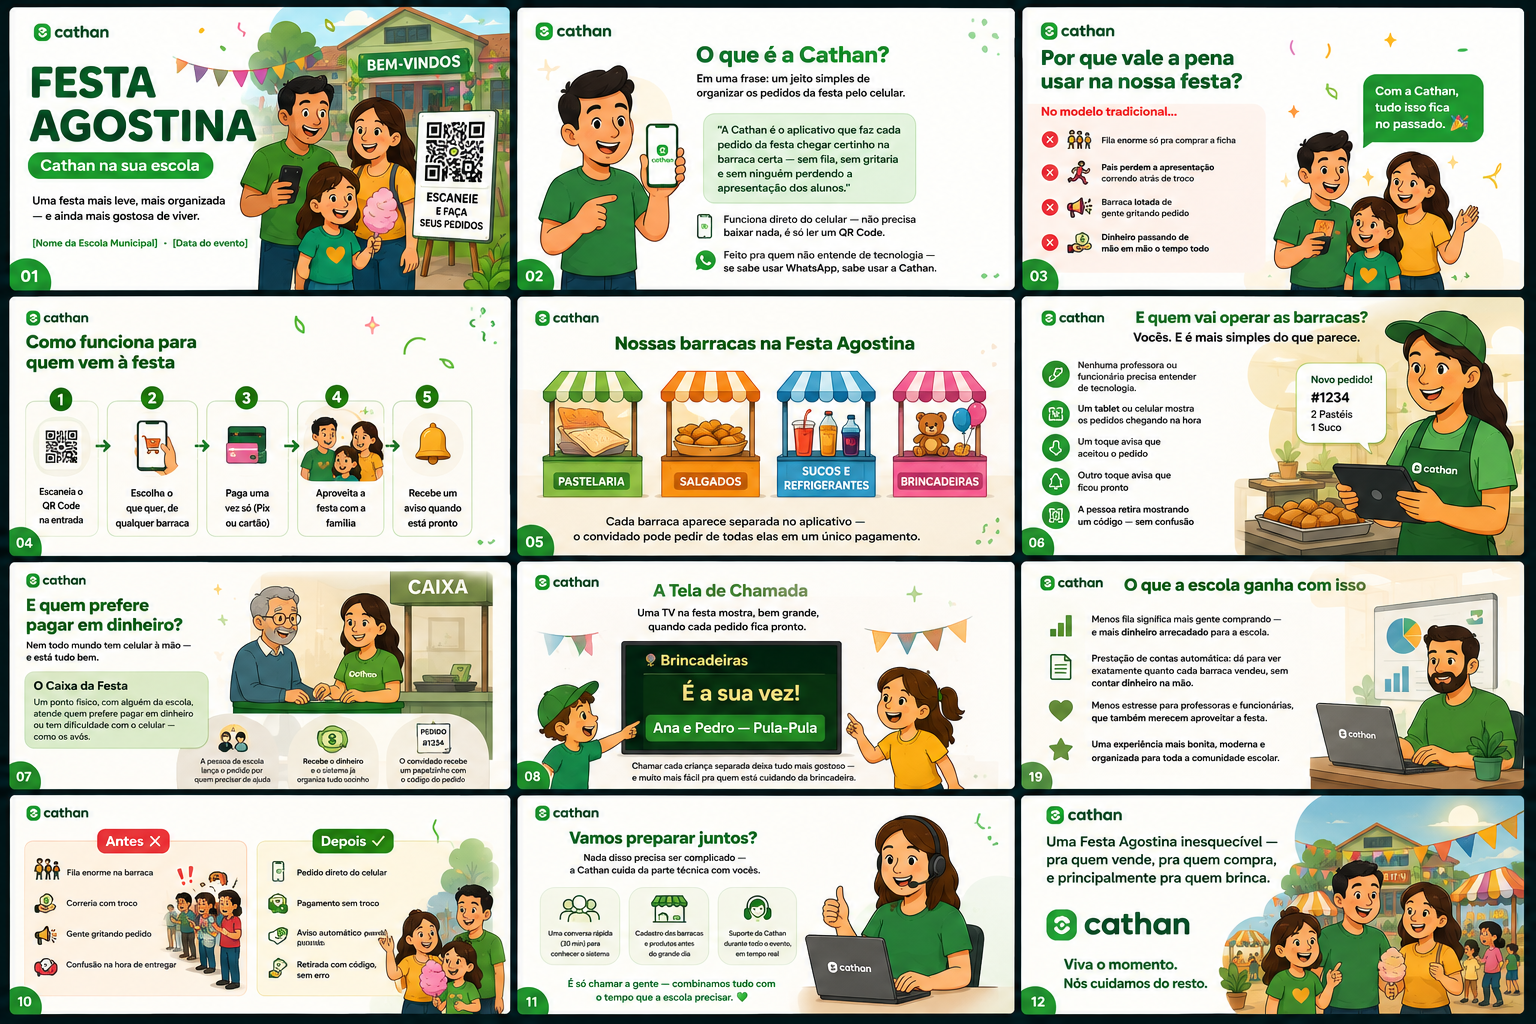 cathan
FESTA
AGOSTINA
Cathan na sua escola
Uma festa mais leve, mais organizada
— e ainda mais gostosa de viver.
[Nome da Escola Municipal] • [Data do evento]
01
BEM-VINDOS
ESCANEIE
E FAÇA
SEUS PEDIDOS
cathan
O que é a Cathan?
Em uma frase: um jeito simples de
organizar os pedidos da festa pelo celular.
cathan
"A Cathan é o aplicativo que faz cada
pedido da festa chegar certinho na
barraca certa — sem fila, sem gritaria
e sem ninguém perdendo a
apresentação dos alunos."
Funciona direto do celular — não precisa
baixar nada, é só ler um QR Code.
Feito pra quem não entende de tecnologia —
se sabe usar WhatsApp, sabe usar a Cathan.
02
cathan
Por que vale a pena
usar na nossa festa?
No modelo tradicional...
Fila enorme só pra comprar a ficha
Pais perdem a apresentação
correndo atrás de troco
Barraca lotada de
gente gritando pedido
Dinheiro passando de
mão em mão o tempo todo
Com a Cathan,
tudo isso fica
no passado. 🎉
03
cathan
Como funciona para
quem vem à festa
1
2
3
4
5
Escaneia o
QR Code
na entrada
Escolha o
que quer, de
qualquer barraca
Paga uma
vez só (Pix
ou cartão)
Aproveita a
festa com a
família
Recebe um
aviso quando
está pronto
04
cathan
Nossas barracas na Festa Agostina
PASTELARIA
SALGADOS
SUCOS E
REFRIGERANTES
BRINCADEIRAS
Cada barraca aparece separada no aplicativo —
o convidado pode pedir de todas elas em um único pagamento.
05
cathan
E quem vai operar as barracas?
Vocês. E é mais simples do que parece.
Nenhuma professora ou
funcionária precisa entender
de tecnologia.
Um tablet ou celular mostra
os pedidos chegando na hora
Um toque avisa que
aceitou o pedido
Outro toque avisa que
ficou pronto
A pessoa retira mostrando
um código — sem confusão
Novo pedido!
#1234
2 Pastéis
1 Suco
cathan
06
cathan
E quem prefere
pagar em dinheiro?
Nem todo mundo tem celular à mão —
e está tudo bem.
O Caixa da Festa
Um ponto físico, com alguém da escola,
atende quem prefere pagar em dinheiro
ou tem dificuldade com o celular —
como os avós.
CAIXA
A pessoa da escola
lança o pedido por
quem precisar de ajuda
Recebe o dinheiro
e o sistema já
organiza tudo sozinho
PEDIDO
#1234
O convidado recebe
um papelzinho com
o código do pedido
07
cathan
A Tela de Chamada
Uma TV na festa mostra, bem grande,
quando cada pedido fica pronto.
Brincadeiras
É a sua vez!
Ana e Pedro — Pula-Pula
Chamar cada criança separada deixa tudo mais gostoso —
e muito mais fácil pra quem está cuidando da brincadeira.
08
cathan
O que a escola ganha com isso
Menos fila significa mais gente comprando —
e mais dinheiro arrecadado para a escola.
Prestação de contas automática: dá para ver
exatamente quanto cada barraca vendeu, sem
contar dinheiro na mão.
Menos estresse para professoras e funcionárias,
que também merecem aproveitar a festa.
Uma experiência mais bonita, moderna e
organizada para toda a comunidade escolar.
cathan
19
cathan
Antes
Fila enorme na barraca
Correria com troco
Gente gritando pedido
Confusão na hora de entregar
Depois
Pedido direto do celular
Pagamento sem troco
Aviso automático
Retirada com código,
sem erro
10
cathan
Vamos preparar juntos?
Nada disso precisa ser complicado —
a Cathan cuida da parte técnica com vocês.
Uma conversa rápida
(30 min) para
conhecer o sistema
Cadastro das barracas
e produtos antes
do grande dia
Suporte da Cathan
durante todo o evento,
em tempo real
É só chamar a gente — combinamos tudo com
o tempo que a escola precisar. 💚
cathan
11
cathan
Uma Festa Agostina inesquecível —
pra quem vende, pra quem compra,
e principalmente pra quem brinca.
cathan
Viva o momento.
Nós cuidamos do resto.
12